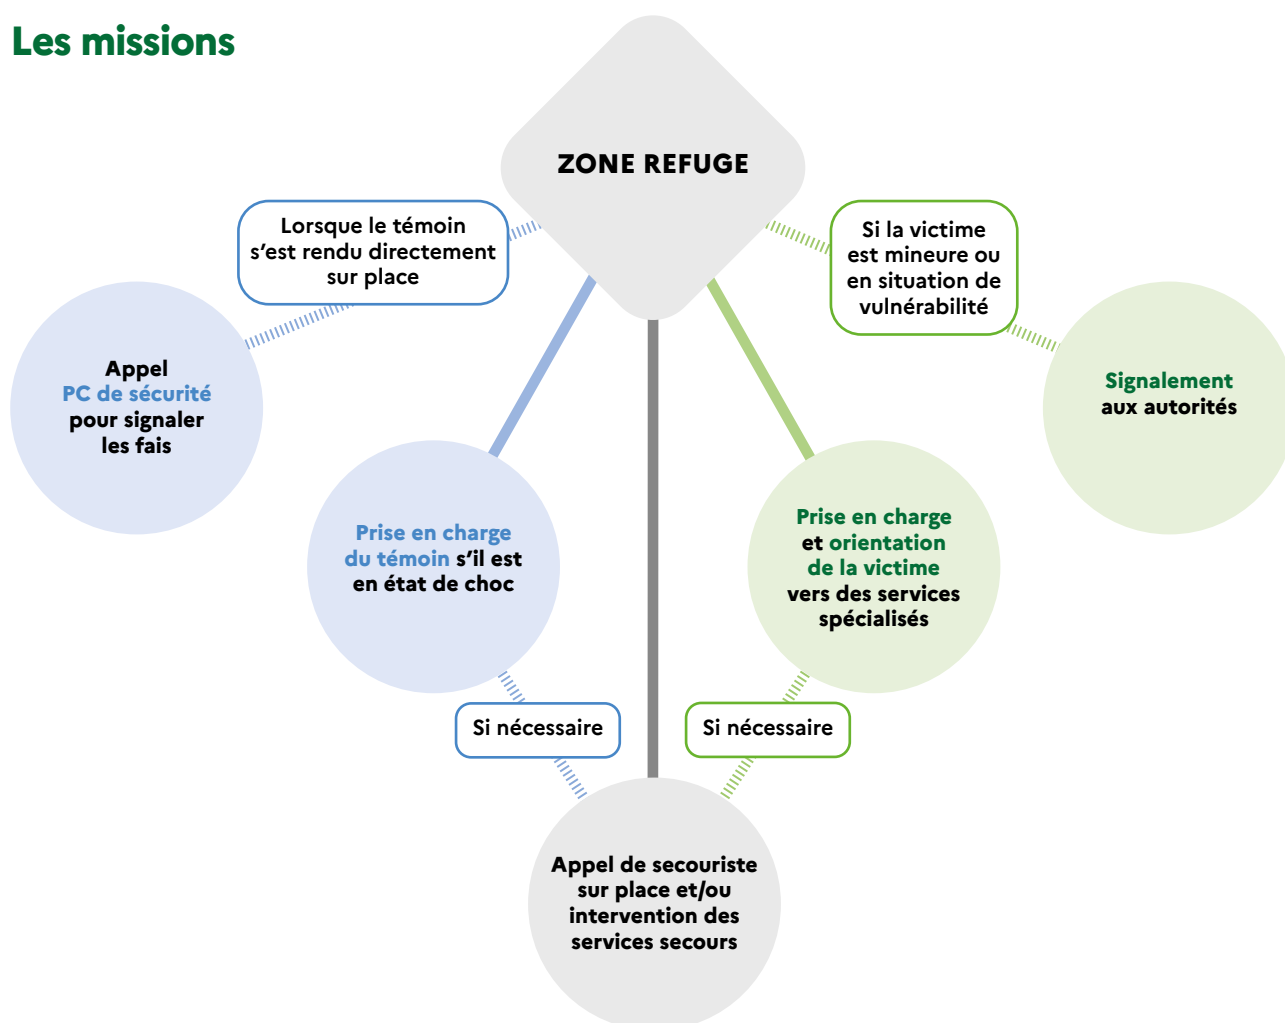 Les missions
ZONE REFUGE
Lorsque le témoin
s'est rendu directement
sur place
Si la victime
est mineure ou
en situation de
vulnérabilité
Appel
PC de sécurité
pour signaler
les fais
Signalement
aux autorités
Prise en charge
du témoin s'il est
en état de choc
Prise en charge
et orientation
de la victime
vers des services
spécialisés
Si nécessaire
Si nécessaire
Appel de secouriste
sur place et/ou
intervention des
services secours